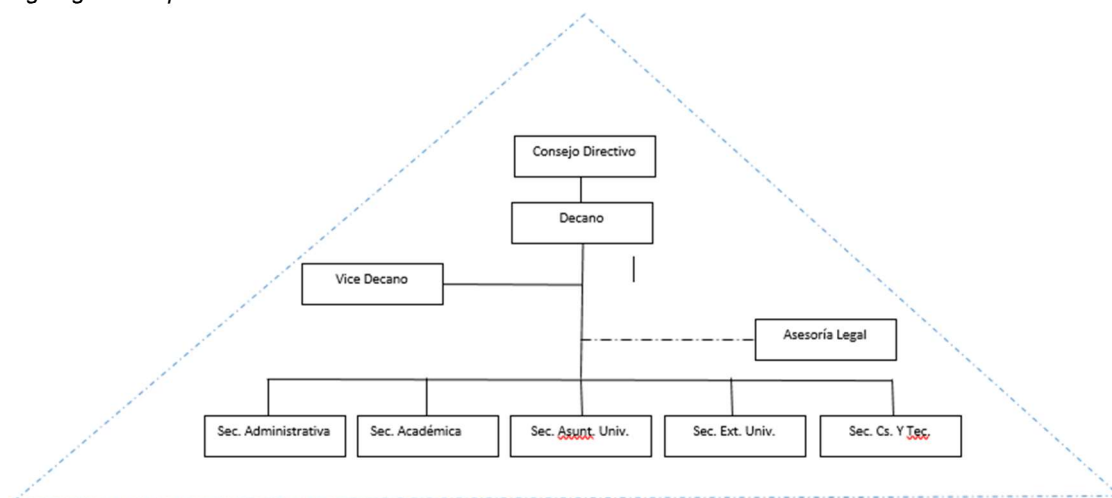 Consejo Directivo
Decano
Vice Decano
Asesoría Legal
Sec. Administrativa
Sec. Académica
Sec. Asunt. Univ.
Sec. Ext. Univ.
Sec. Cs. Y Tec.